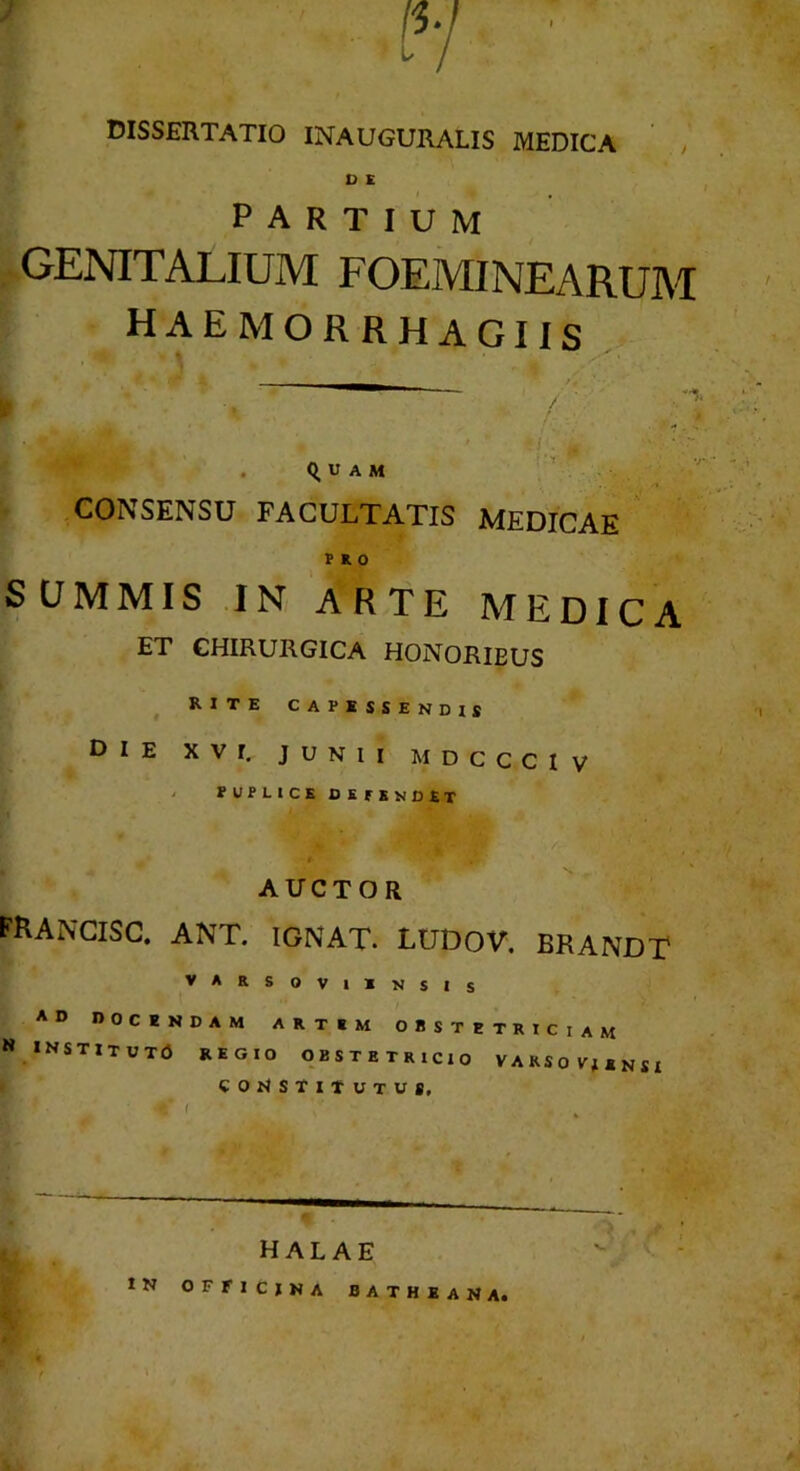 13.)
DISSERTATIO INAUGURALIS MEDICA
DE
PARTIUM
GENITALIUM FOEMINEARUM
HAEMORRHAGIIS
QUAM
CONSENSU FACULTATIS MEDICAE
PRO
SUMMIS IN ARTE MEDICA
ET CHIRURGICA HONORIBUS
RITE CAPESSENDIS
DIE XVI. JUNII MDCCCIV
PUPLICE DEFENDET
AUCTOR
FRANCISC. ANT. IGNAT. LUDOV. BRANDT
VARSOVIENSIS
AD DOCENDAM ARTEM OBSTETRICIAM
N INSTITUTO REGIO OBSTETRICIO VARSOVIENSI
CONSTITUTUS.
HALAE
IN OFFICINA BATHEANA.